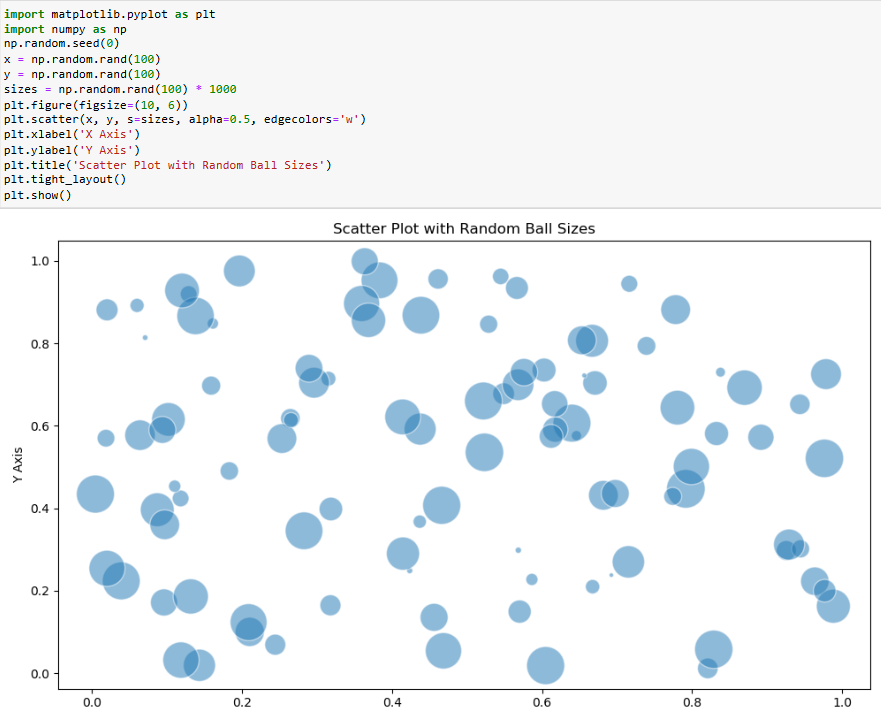 import matplotlib.pyplot as plt
import numpy as np
np.random.seed(0)
x = np.random.rand(100)
y = np.random.rand(100)
sizes = np.random.rand(100) * 1000
plt.figure(figsize=(10, 6))
plt.scatter(x, y, s=sizes, alpha=0.5, edgecolors='w')
plt.xlabel('X Axis')
plt.ylabel('Y Axis')
plt.title('Scatter Plot with Random Ball Sizes')
plt.tight_layout()
plt.show()
Scatter Plot with Random Ball Sizes
1.0
0.8
0.6
Y Axis
0.4
0.2
0.0
0.0 0.2 0.4 0.6 0.8 1.0